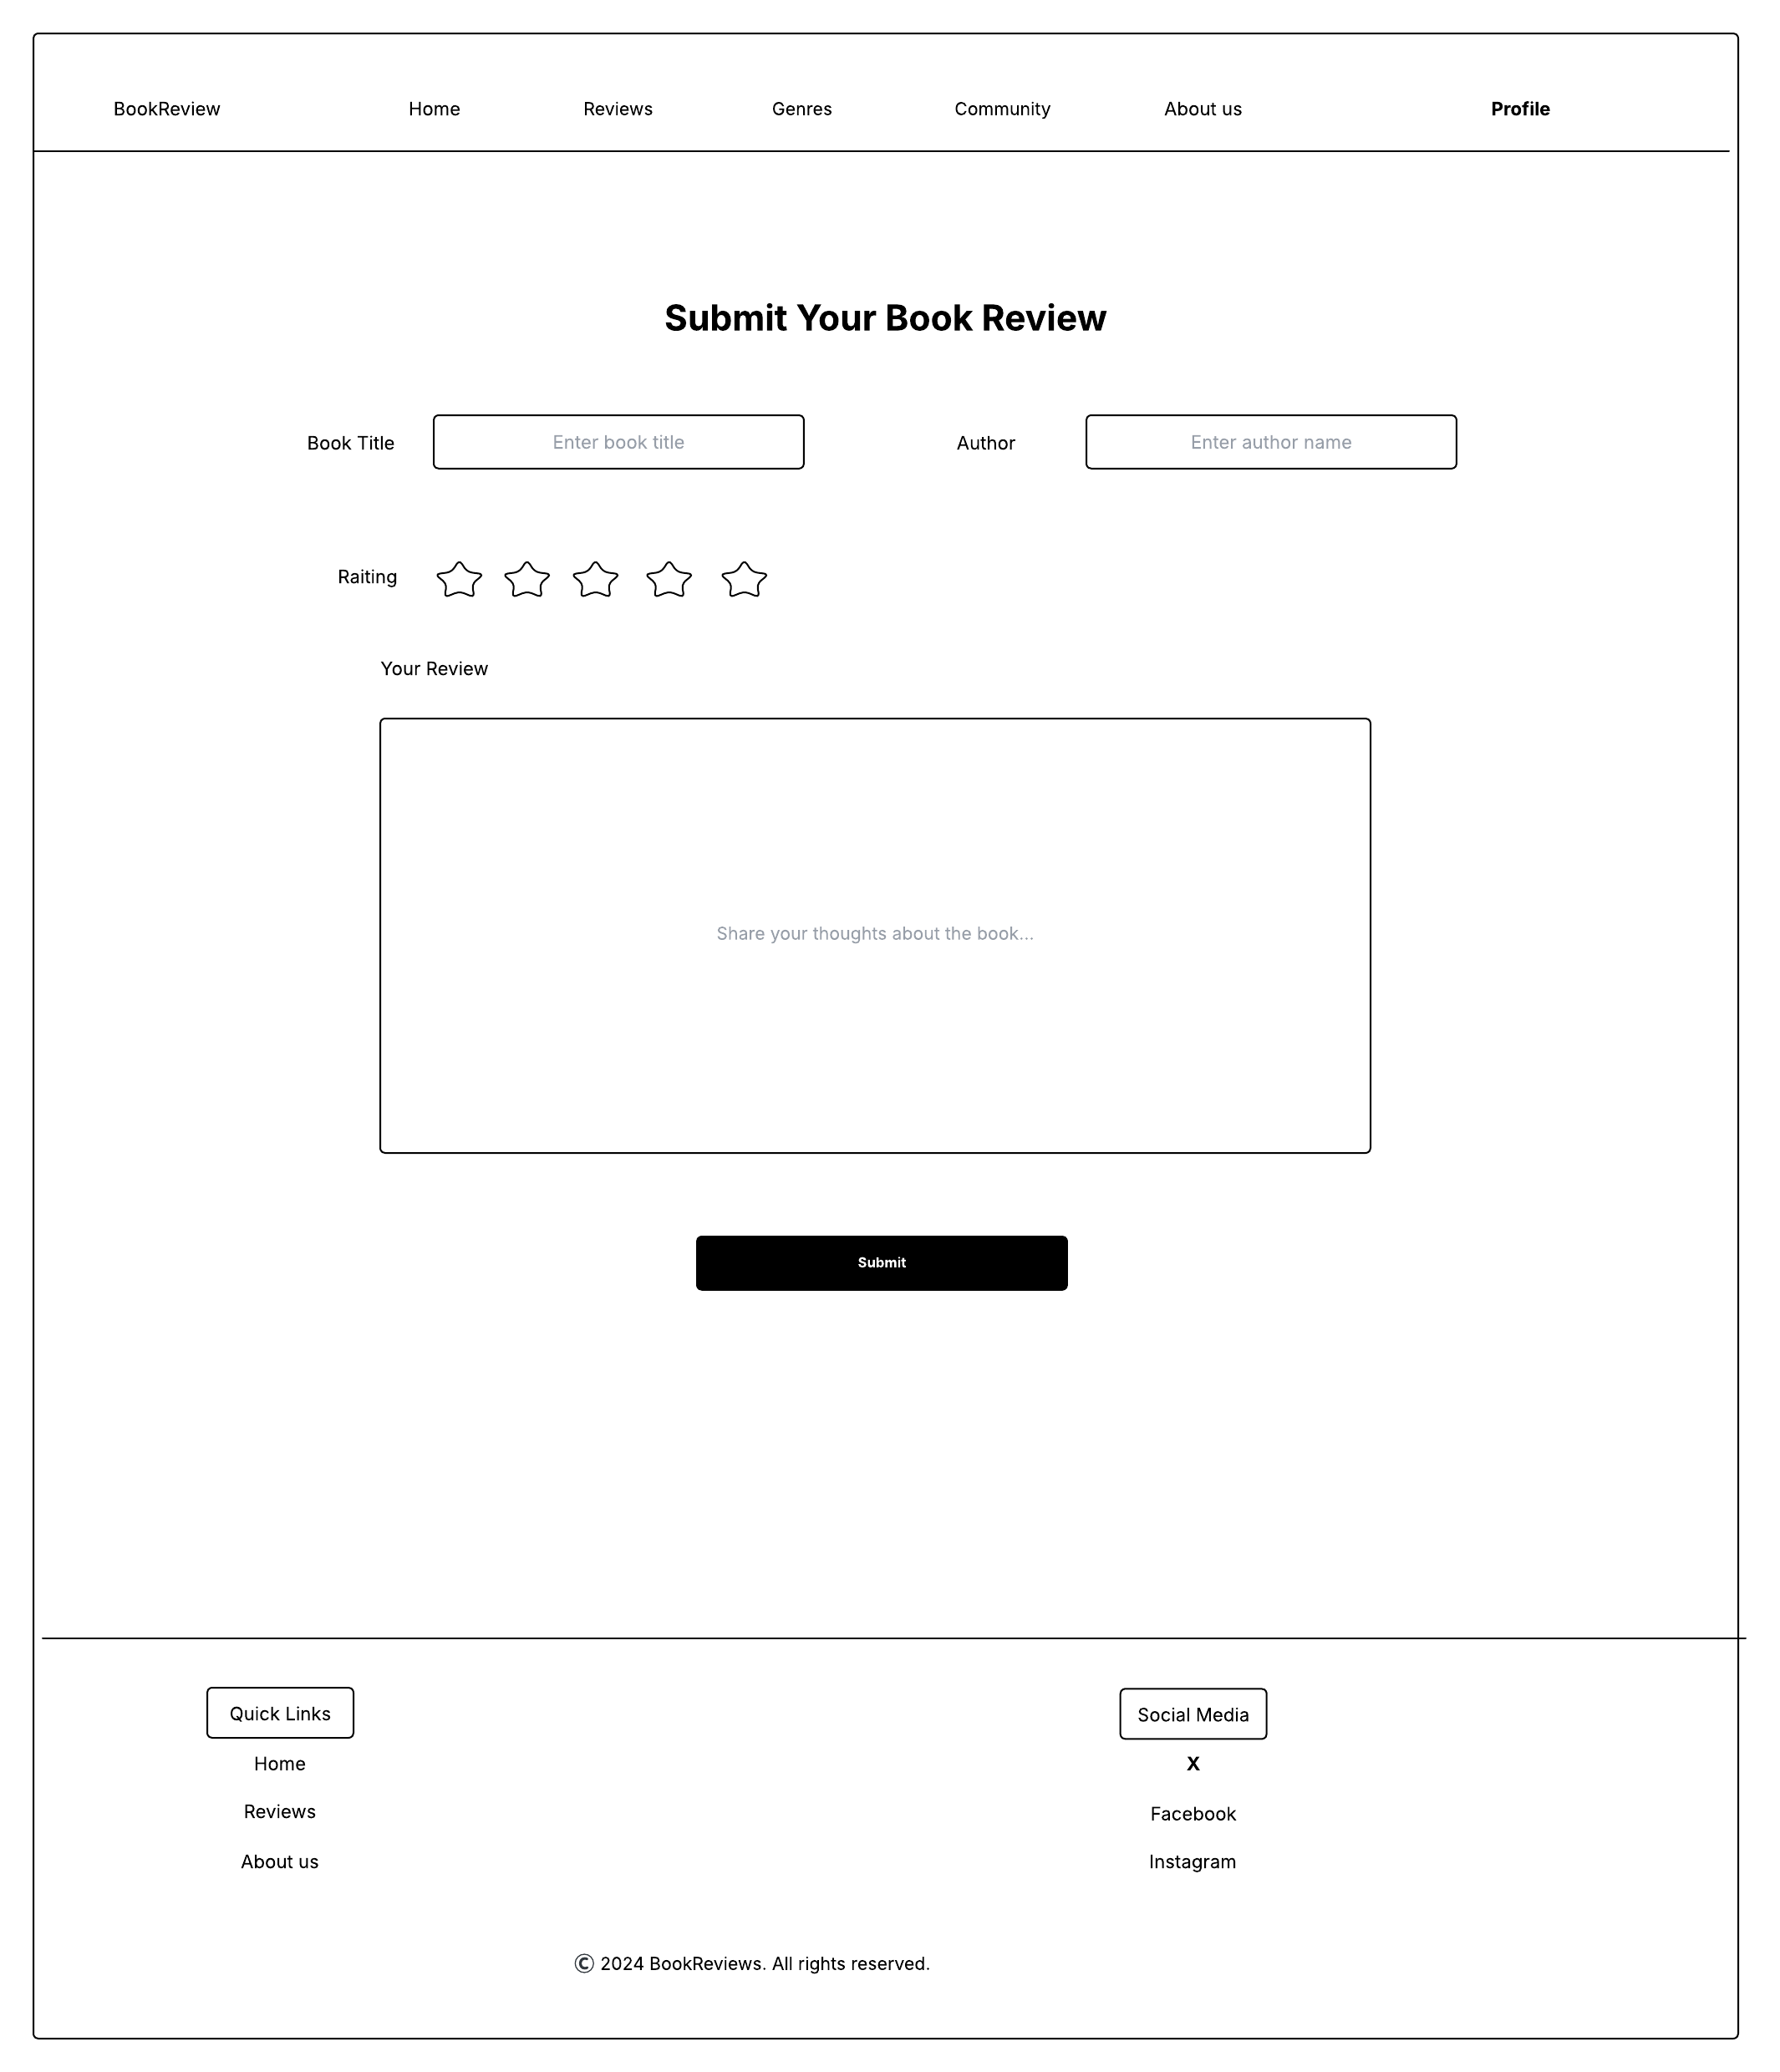 BookReview Home Reviews Genres Community About us Profile
Submit Your Book Review
Book Title Enter book title Author Enter author name
Raiting
Your Review
Share your thoughts about the book...
Submit
Quick Links
Home
Reviews
About us
Social Media
X
Facebook
Instagram
© 2024 BookReviews. All rights reserved.